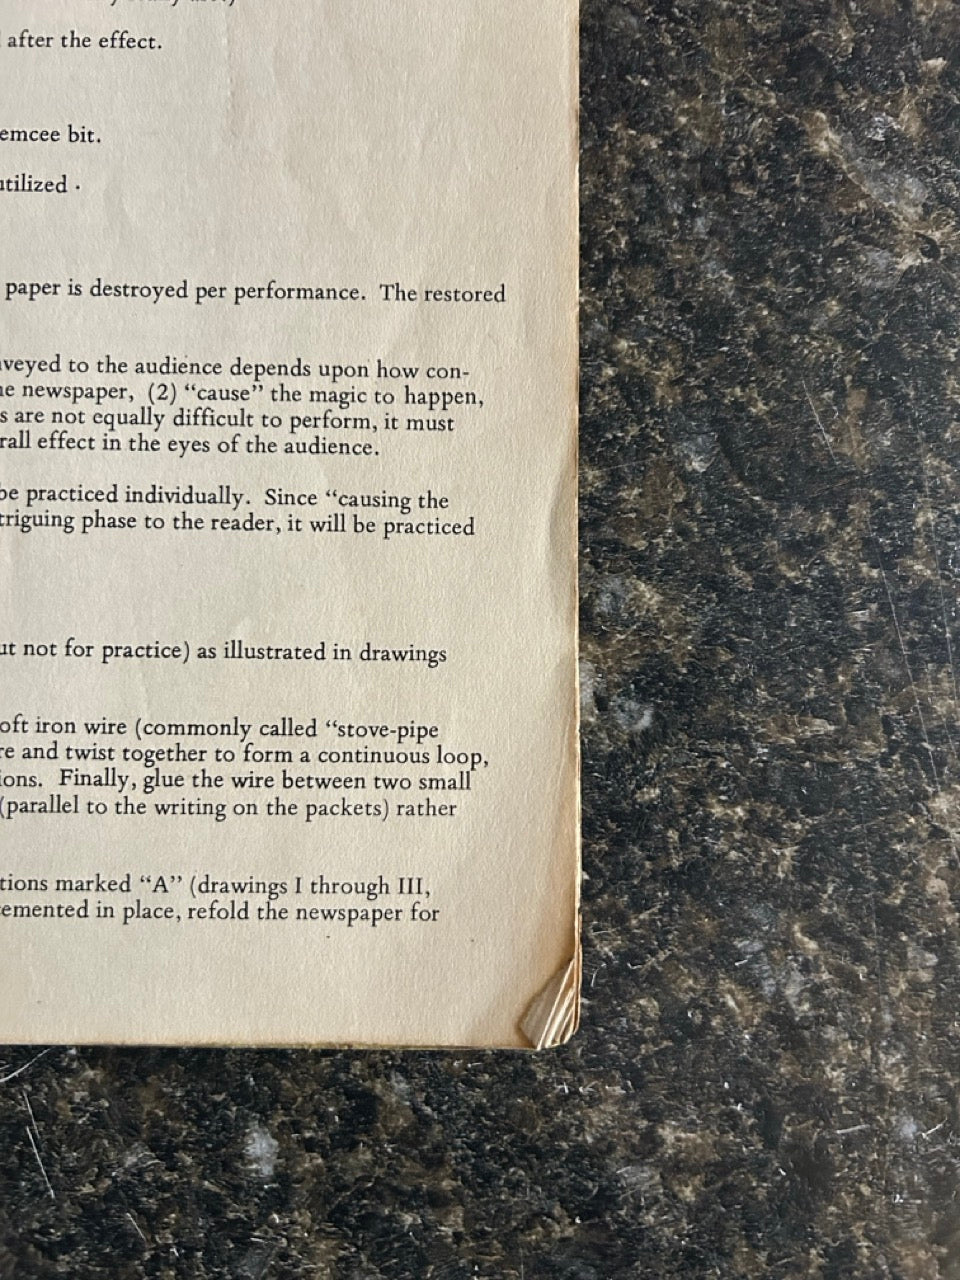 after the effect.
emcee bit.
utilized .
paper is destroyed per performance. The restored
veyed to the audience depends upon how con-
newspaper, (2) “cause” the magic to happen,
s are not equally difficult to perform, it must
rall effect in the eyes of the audience.
be practiced individually. Since “causing the
triguing phase to the reader, it will be practiced
ut not for practice) as illustrated in drawings
oft iron wire (commonly called “stove-pipe
re and twist together to form a continuous loop,
ions. Finally, glue the wire between two small
(parallel to the writing on the packets) rather
tions marked “A” (drawings I through III,
emented in place, refold the newspaper for